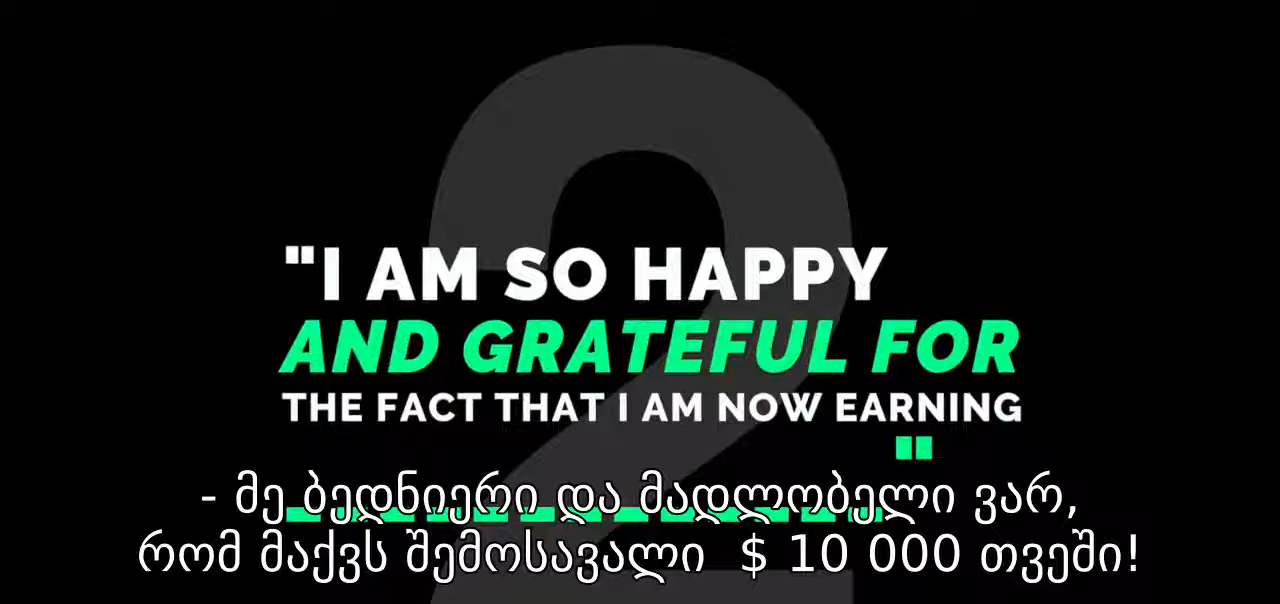 2
"I AM SO HAPPY
AND GRATEFUL FOR
THE FACT THAT I AM NOW EARNING
"
- მე ბედნიერი და მადლობელი ვარ,
რომ მაქვს შემოსავალი $ 10 000 თვეში!